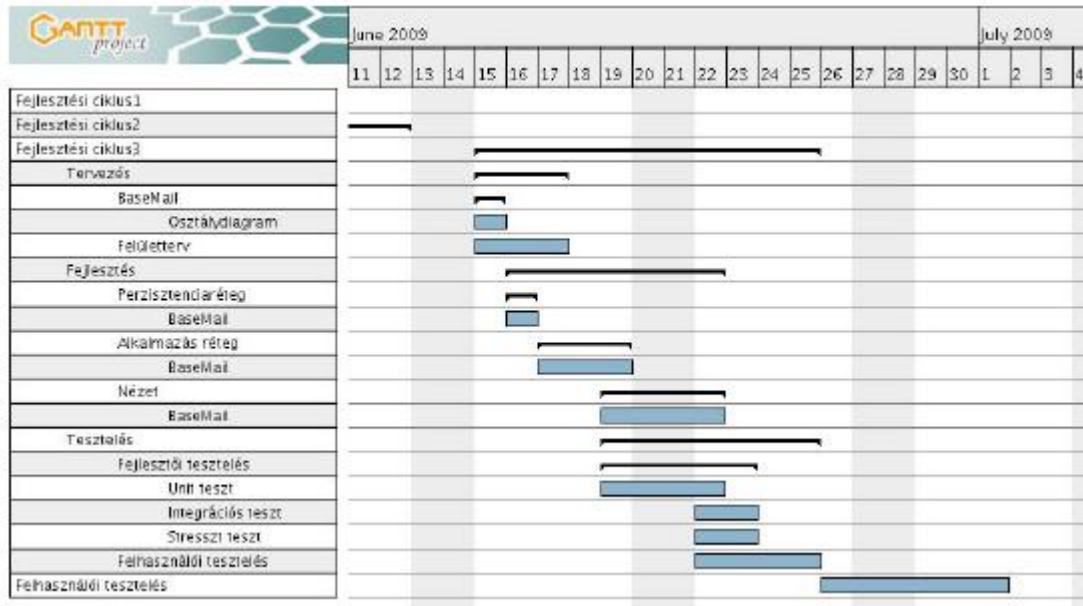 GANTT
project
June 2009
July 2009
11 12 13 14 15 16 17 18 19 20 21 22 23 24 25 26 27 28 29 30 1 2 3 4
Fejlesztési ciklus1
Fejlesztési ciklus2
Fejlesztési ciklus3
Tervezés
BaseMail
Osztálydiagram
Felületterv
Fejlesztés
Perzisztenciaréteg
BaseMail
Alkalmazás réteg
BaseMail
Nézet
BaseMail
Tesztelés
Fejlesztői tesztelés
Unit teszt
Integrációs teszt
Stresszt teszt
Felhasználói tesztelés
Felhasználói tesztelés